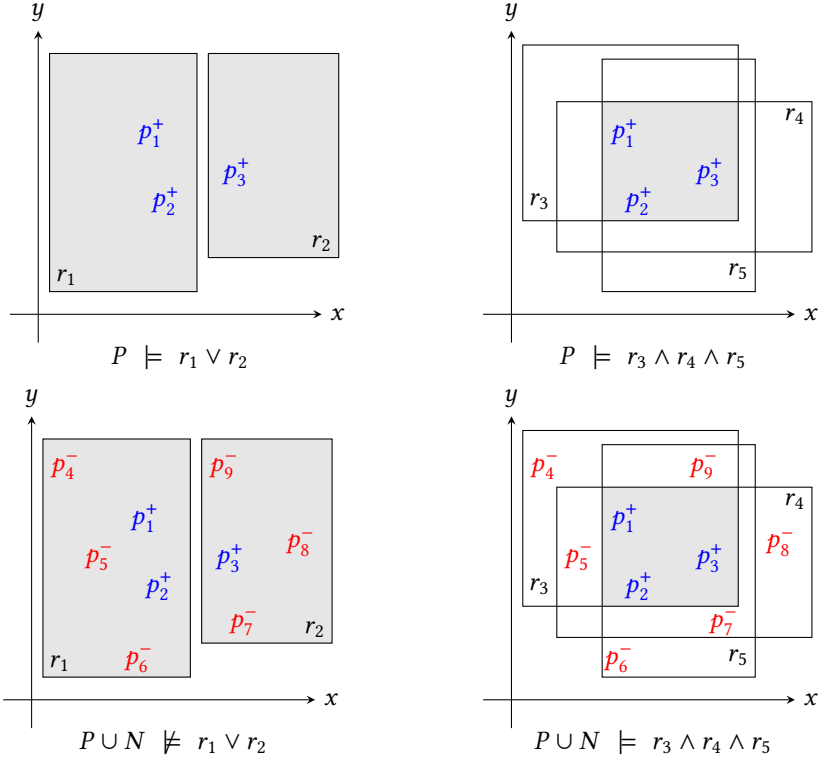 y
r₁
p₁⁺
p₂⁺
p₃⁺
r₂
x
P ⊨ r₁ ∨ r₂
y
r₃
p₁⁺
p₂⁺
p₃⁺
r₄
r₅
x
P ⊨ r₃ ∧ r₄ ∧ r₅
y
p₄⁻
p₁⁺
p₅⁻
p₂⁺
p₆⁻
r₁
p₉⁻
p₃⁺
p₈⁻
p₇⁻
r₂
x
P ∪ N ⊭ r₁ ∨ r₂
y
p₄⁻
p₉⁻
r₄
p₁⁺
p₅⁻
p₃⁺
p₈⁻
r₃
p₂⁺
p₇⁻
p₆⁻
r₅
x
P ∪ N ⊨ r₃ ∧ r₄ ∧ r₅